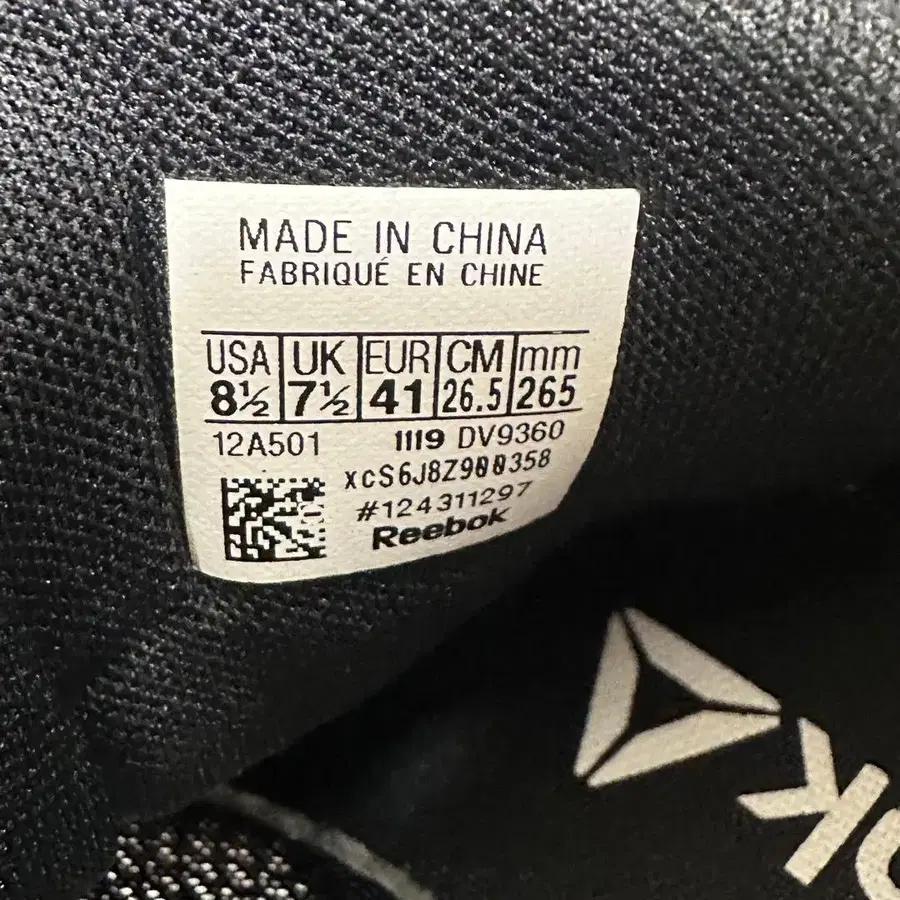 MADE IN CHINA
FABRIQUÉ EN CHINE
USA UK EUR CM mm
8½ 7½ 41 26.5 265
12A501 1119 DV9360
xcS6J8Z900358
#124311297
Reebok